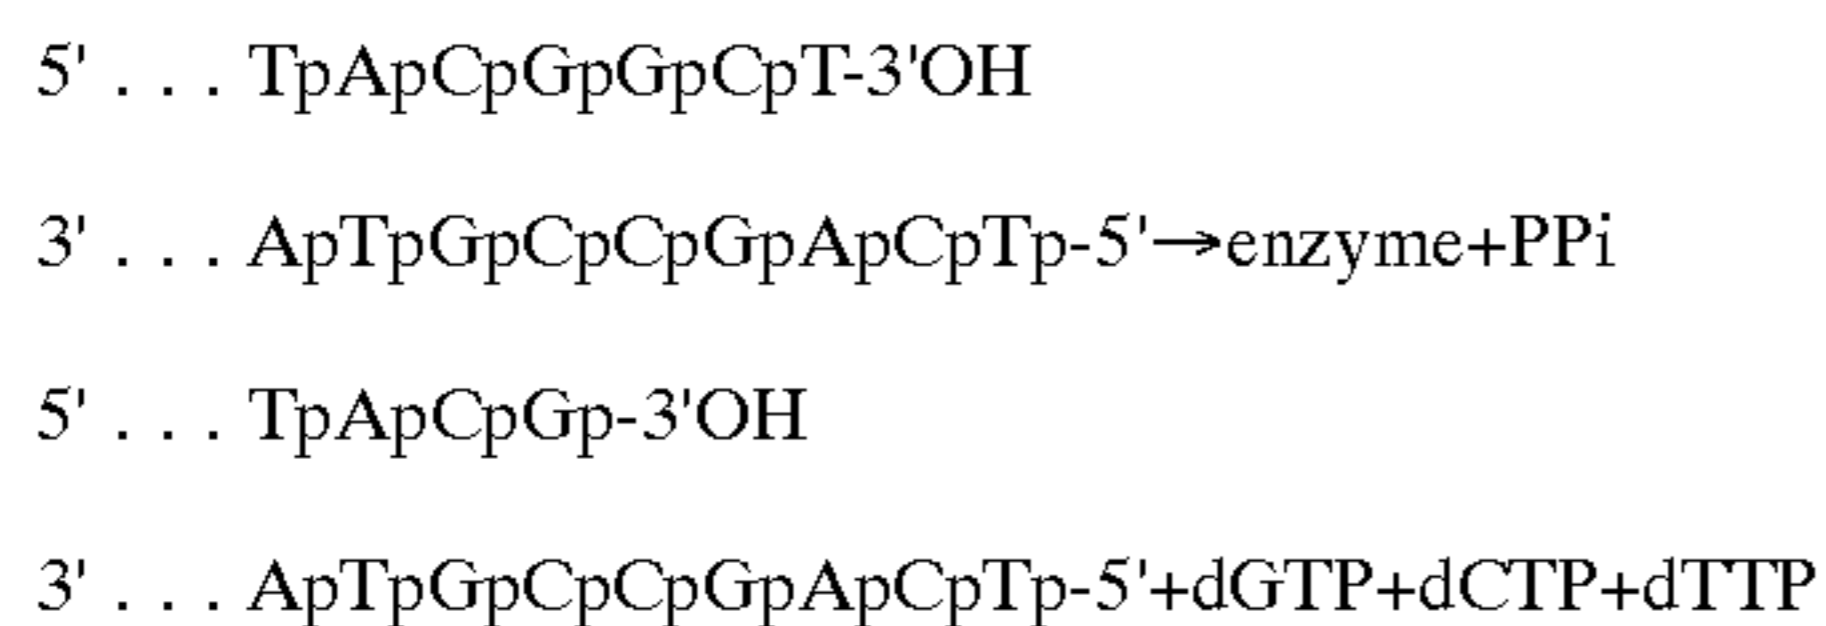 5' . . . TpApCpGpGpCpT-3'OH
3' . . . ApTpGpCpCpGpApCpTp-5'→enzyme+PPi
5' . . . TpApCpGp-3'OH
3' . . . ApTpGpCpCpGpApCpTp-5'+dGTP+dCTP+dTTP